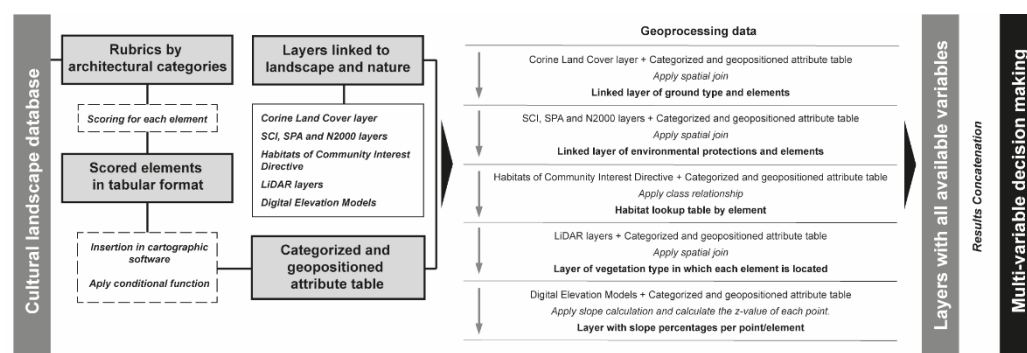 Cultural landscape database
Rubrics by
architectural categories
Scoring for each element
Scored elements
in tabular format
Insertion in cartographic
software
Aply conditional function
Layers linked to
landscape and nature
Corine Land Cover layer
SCI, SPA and N2000 layers
Habitats of Community Interest
Directive
LiDAR layers
Digital Elevation Models
Categorized and
geopositioned
attribute table
Geoprocessing data
Corine Land Cover layer + Categorized and geopositioned attribute table
Apply spatial join
Linked layer of ground type and elements
SCI, SPA and N2000 layers + Categorized and geopositioned attribute table
Apply spatial join
Linked layer of environmental protections and elements
Habitats of Community Interest Directive + Categorized and geopositioned attribute table
Apply class relationship
Habitat lookup table by element
LiDAR layers + Categorized and geopositioned attribute table
Apply spatial join
Layer of vegetation type in which each element is located
Digital Elevation Models + Categorized and geopositioned attribute table
Apply slope calculation and calculate the z-value of each point.
Layer with slope percentages per point/element
Layers with all available variables
Results Concatenation
Multi-variable decision making